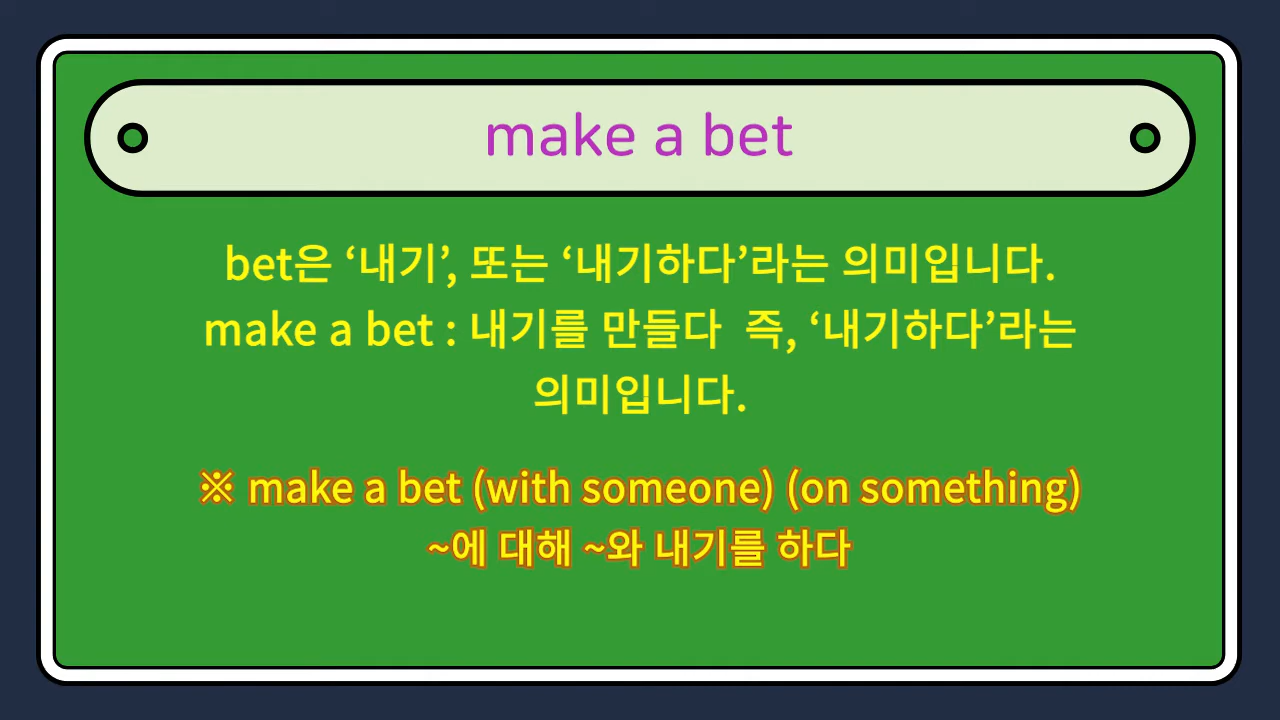 make a bet
bet은 ‘내기’, 또는 ‘내기하다’라는 의미입니다.
make a bet : 내기를 만들다  즉, ‘내기하다’라는
의미입니다.
※ make a bet (with someone) (on something)
~에 대해 ~와 내기를 하다